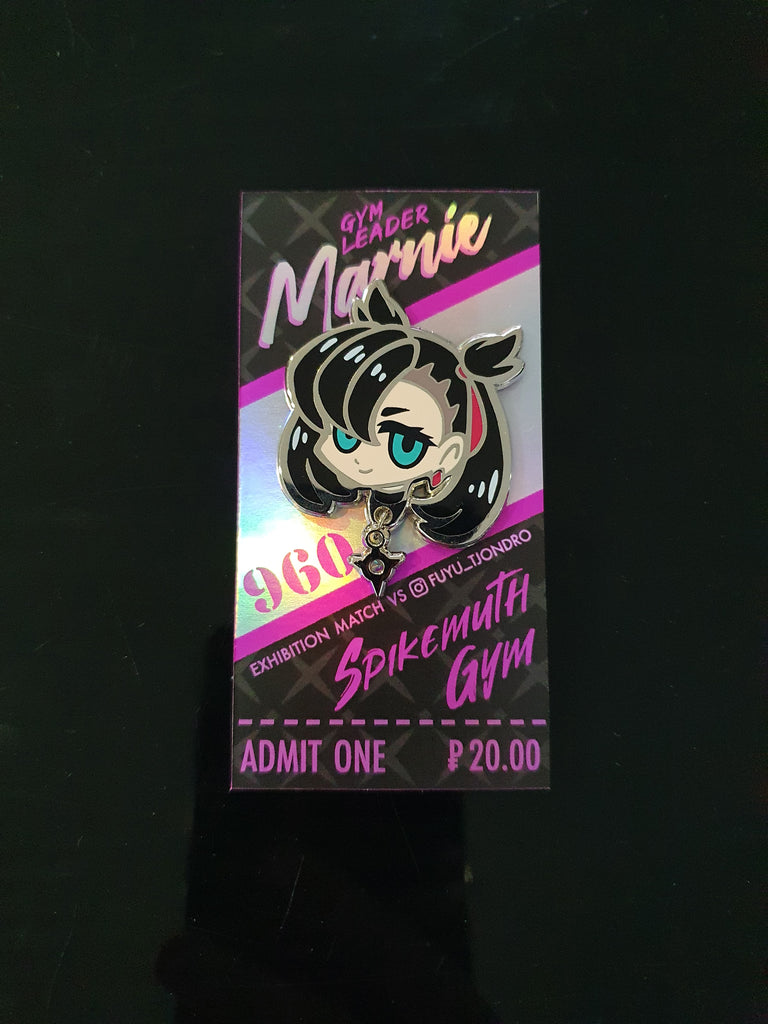 GYM
LEADER
Marnie
960
EXHIBITION MATCH VS FUYU_TJONDRO
SPIKEMUTH
GYM
ADMIT ONE ₽ 20.00